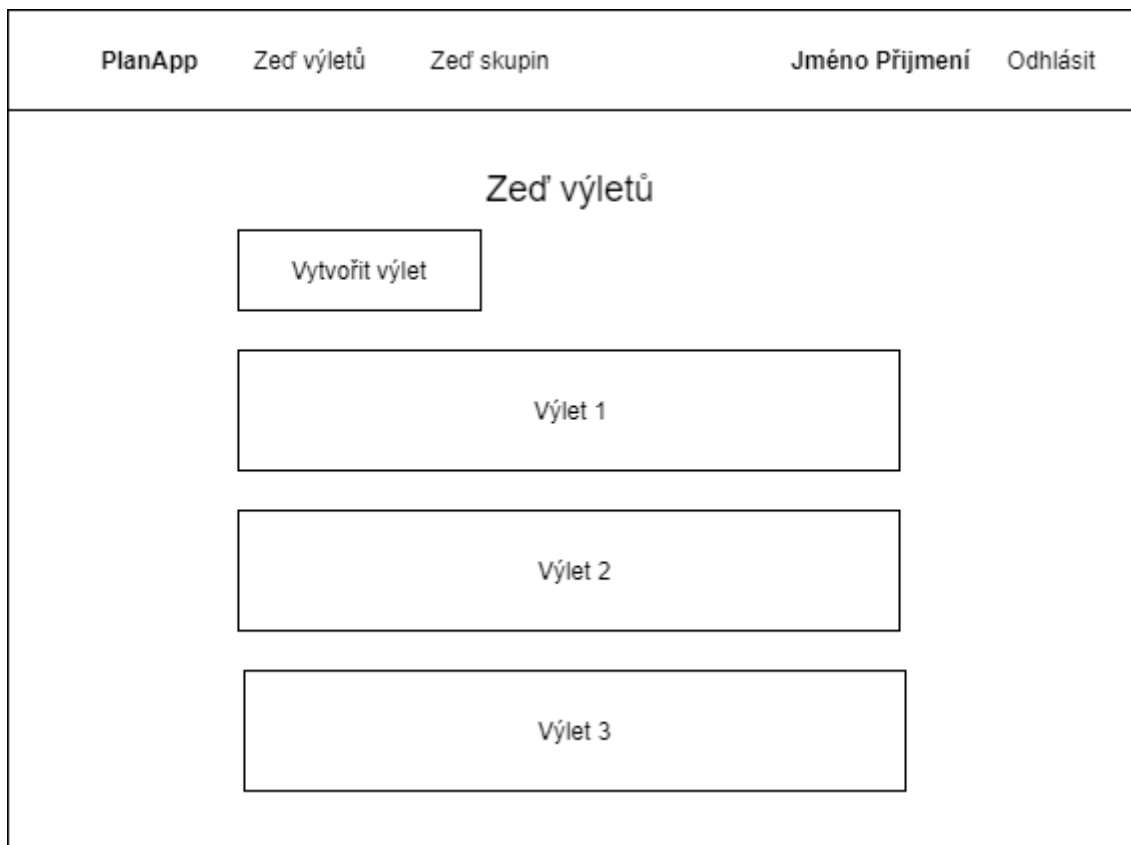 PlanApp Zeď výletů Zeď skupin Jméno Přijmení Odhlásit
Zeď výletů
Vytvořit výlet
Výlet 1
Výlet 2
Výlet 3